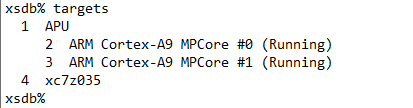 xsdb% targets
1 APU
2 ARM Cortex-A9 MPCore #0 (Running)
3 ARM Cortex-A9 MPCore #1 (Running)
4 xc7z035
xsdb%